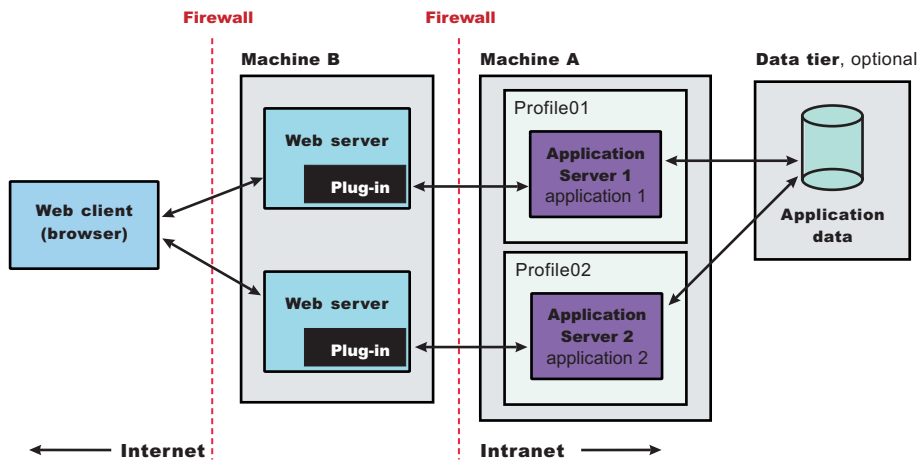 Firewall
Firewall
Machine B
Machine A
Data tier, optional
Profile01
Web server
Plug-in
Application
Server 1
application 1
Web client
(browser)
Application
data
Profile02
Web server
Plug-in
Application
Server 2
application 2
Internet
Intranet